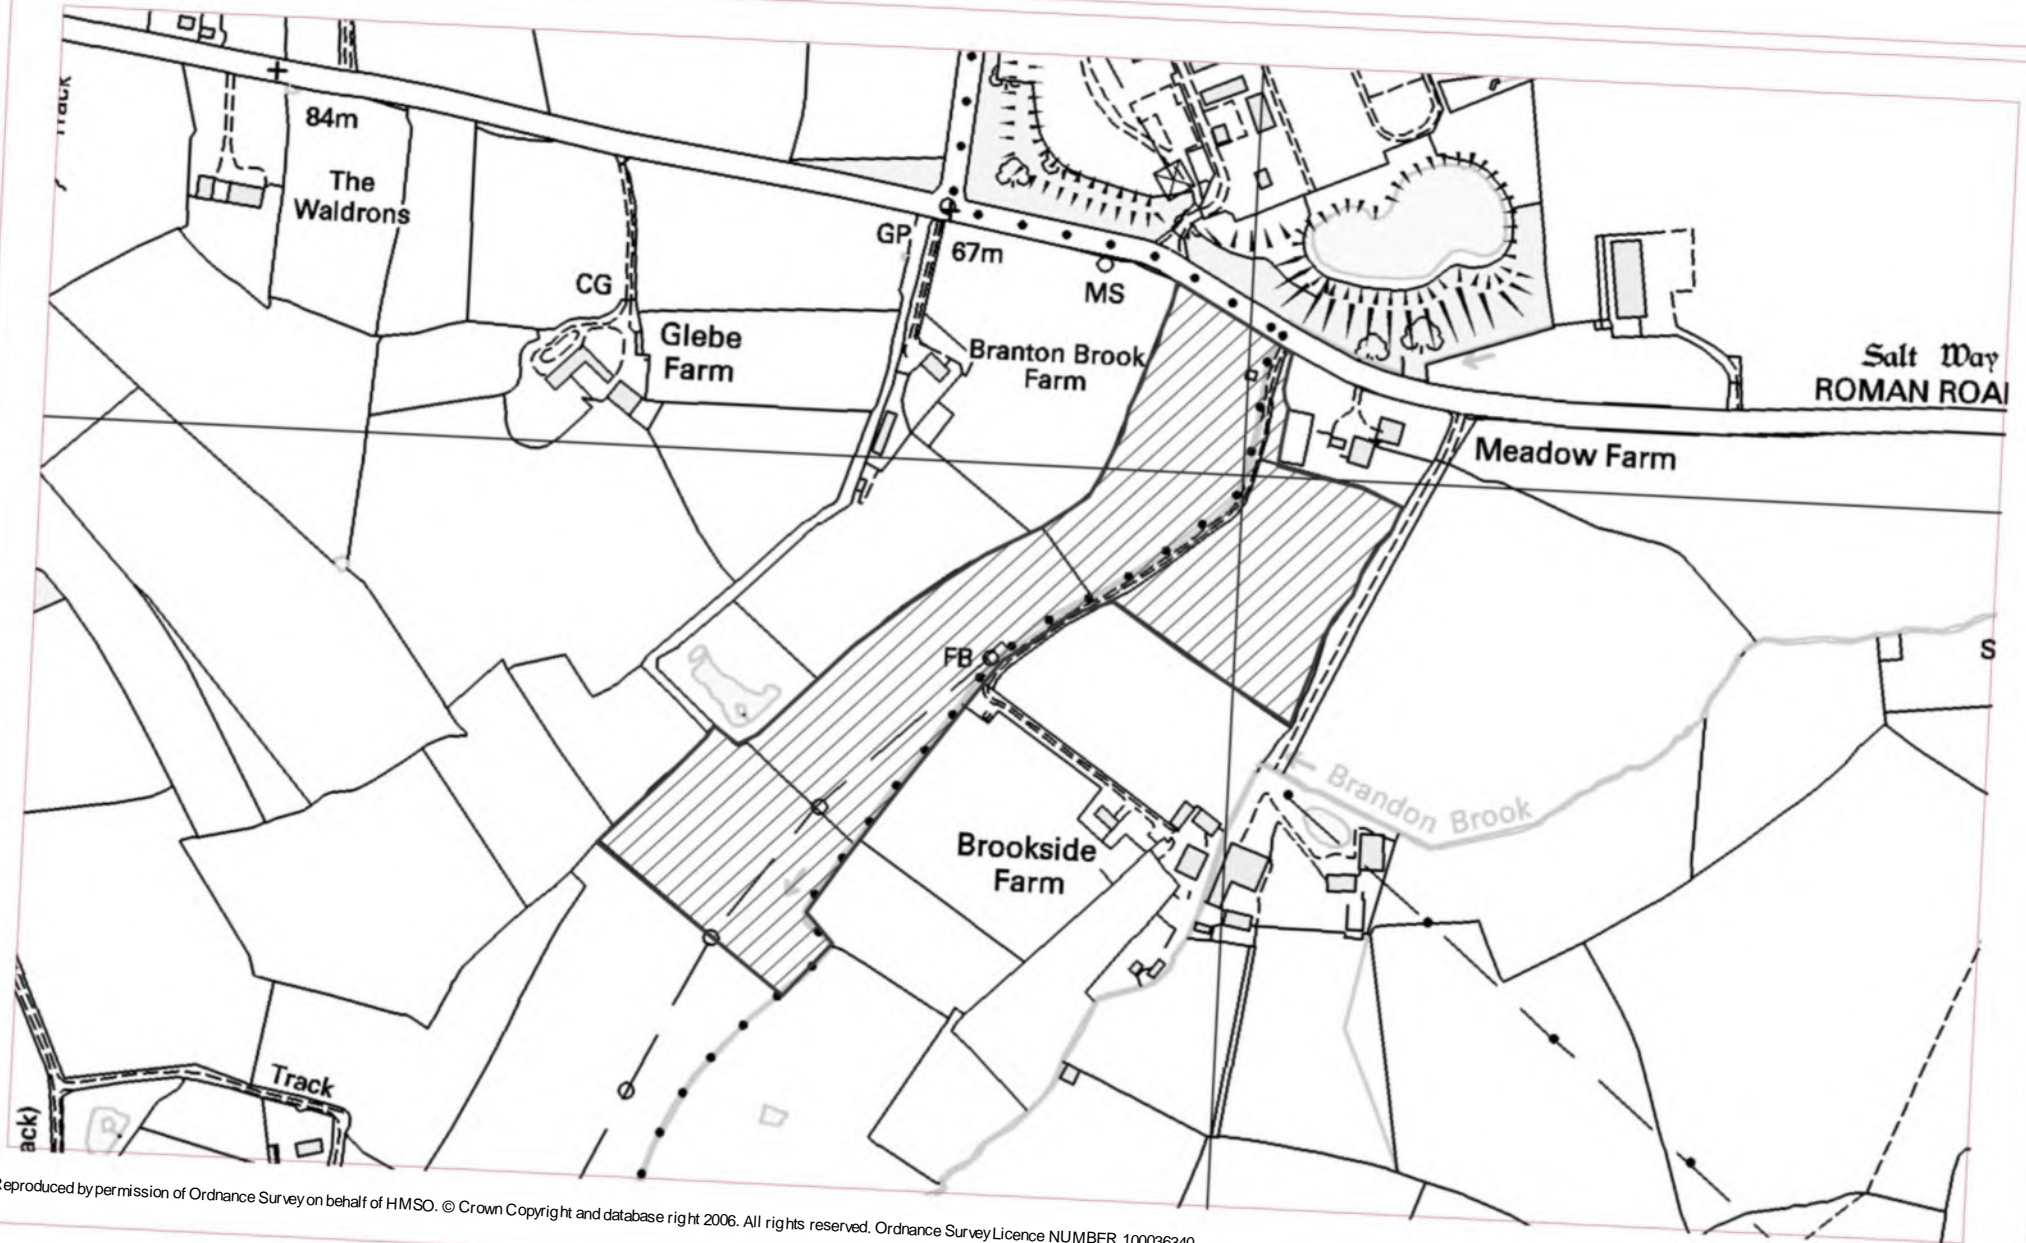 84m
The
Waldrons
CG
Glebe
Farm
GP
67m
MS
Branton Brook
Farm
Salt Way
ROMAN ROA
Meadow Farm
FB
S
Brandon Brook
Brookside
Farm
Track
ack)
Reproduced by permission of Ordnance Survey on behalf of HMSO. © Crown Copyright and database right 2006. All rights reserved. Ordnance Survey Licence NUMBER